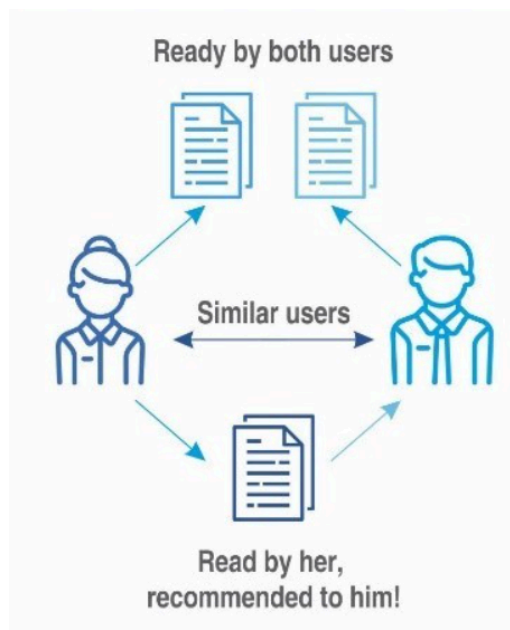 Ready by both users
Similar users
Read by her,
recommended to him!